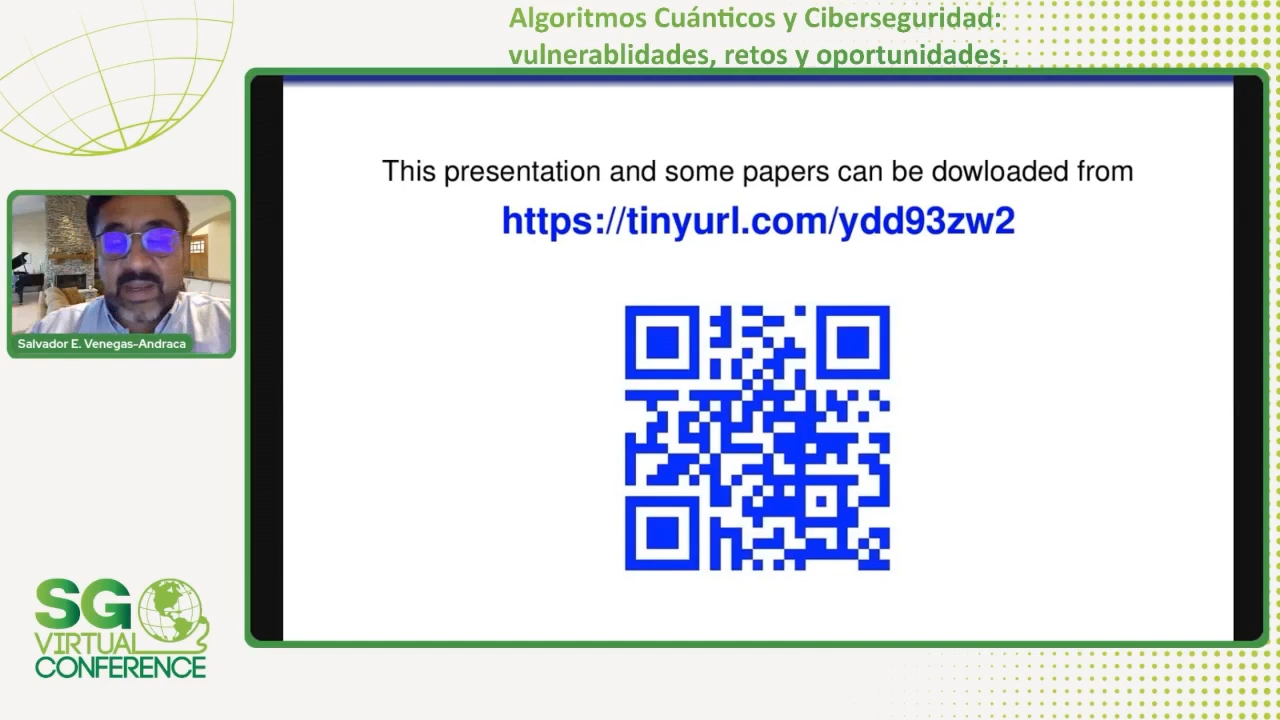 Algoritmos Cuánticos y Ciberseguridad:
vulnerablidades, retos y oportunidades.
This presentation and some papers can be dowloaded from
https://tinyurl.com/ydd93zw2
Salvador E. Venegas-Andraca
SG
VIRTUAL
CONFERENCE